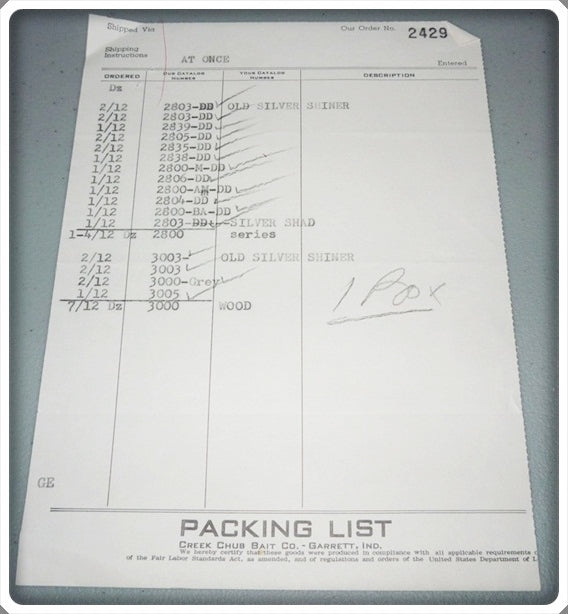 Shipped Via Our Order No. 2429
Shipping
Instructions AT ONCE
Entered
ORDERED OUR CATALOG NUMBER YOUR CATALOG NUMBER DESCRIPTION
Dz
2/12 2803-DD OLD SILVER SHINER
2/12 2803-DD
1/12 2839-DD
2/12 2805-DD
2/12 2835-DD
1/12 2838-DD
1/12 2800-M-DD
1/12 2806-DD
1/12 2800-AM-DD
1/12 2804-DD
1/12 2800-BA-DD
1/12 2803-DD SILVER SHAD
1-4/12 Dz 2800 series
2/12 3003- OLD SILVER SHINER
2/12 3003
2/12 3000-Grey
1/12 3005
7/12 Dz 3000 WOOD
1 Box
GE
PACKING LIST
CREEK CHUB BAIT CO. - GARRETT, IND.
We hereby certify that these goods were produced in compliance with all applicable requirements
of the Fair Labor Standards Act, as amended, and of regulations and orders of the United States Department of L